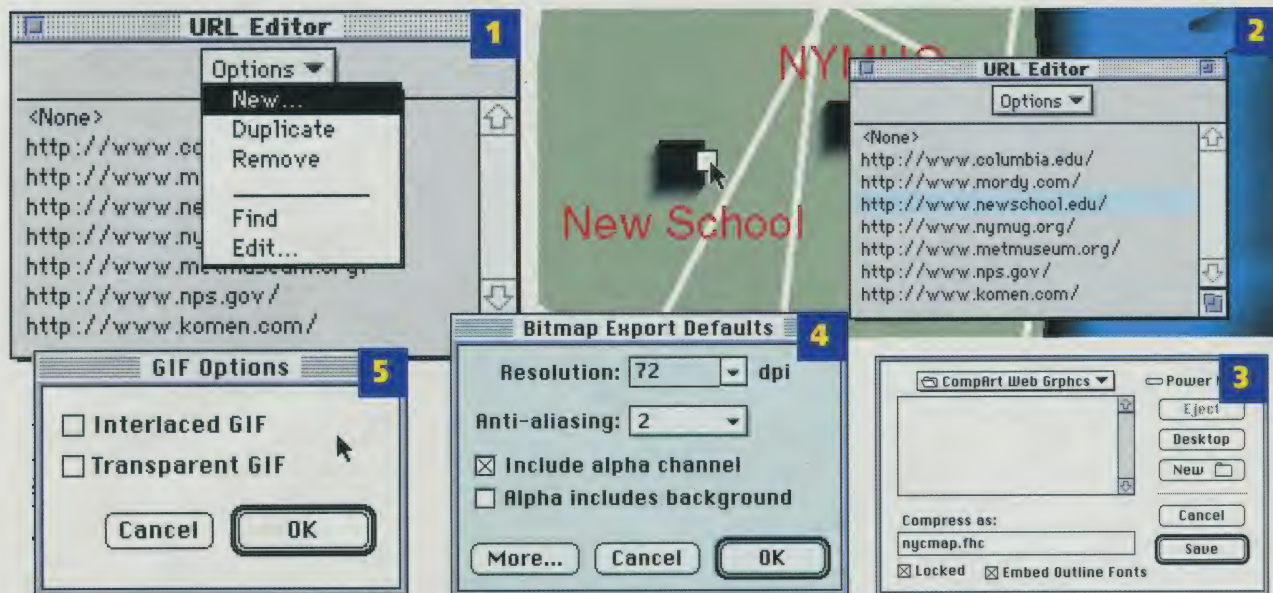 URL Editor
1
Options
New...
Duplicate
Remove
Find
Edit...
<None>
http://www.co
http://www.m
http://www.ne
http://www.ny
http://www.metmuseum.org/
http://www.nps.gov/
http://www.komen.com/
2
New School
URL Editor
Options
<None>
http://www.columbia.edu/
http://www.mordy.com/
http://www.newschool.edu/
http://www.nymug.org/
http://www.metmuseum.org/
http://www.nps.gov/
http://www.komen.com/
GIF Options
5
Interlaced GIF
Transparent GIF
Cancel OK
Bitmap Export Defaults
4
Resolution: 72 dpi
Anti-aliasing: 2
Include alpha channel
Alpha includes background
More... Cancel OK
3
CompArt Web Grphcs
Power
Eject
Desktop
New
Cancel
Save
Compress as:
nycmap.fhc
Locked Embed Outline Fonts